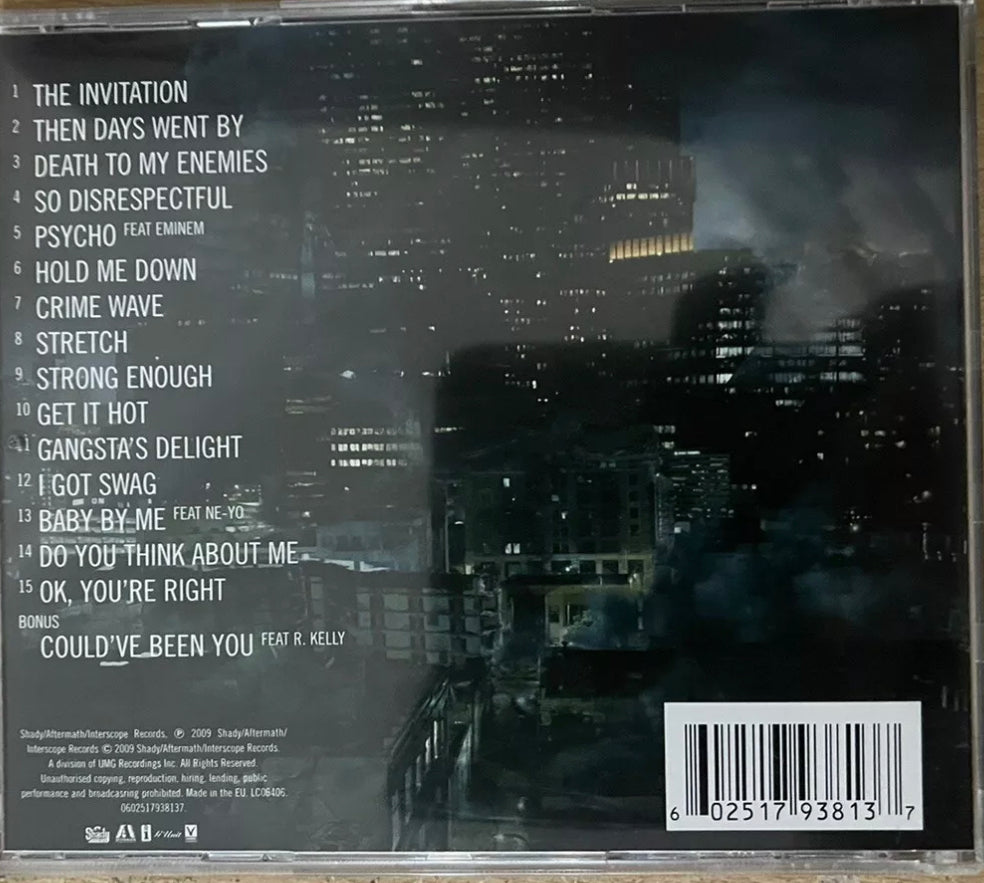 1 THE INVITATION
2 THEN DAYS WENT BY
3 DEATH TO MY ENEMIES
4 SO DISRESPECTFUL
5 PSYCHO FEAT EMINEM
6 HOLD ME DOWN
7 CRIME WAVE
8 STRETCH
9 STRONG ENOUGH
10 GET IT HOT
11 GANGSTA'S DELIGHT
12 I GOT SWAG
13 BABY BY ME FEAT NE-YO
14 DO YOU THINK ABOUT ME
15 OK, YOU'RE RIGHT
BONUS
COULD'VE BEEN YOU FEAT R. KELLY
Shady/Aftermath/Interscope Records, ℗ 2009 Shady/Aftermath/
Interscope Records © 2009 Shady/Aftermath/Interscope Records.
A division of UMG Recordings Inc. All Rights Reserved.
Unauthorised copying, reproduction, hiring, lending, public
performance and broadcasring prohibited. Made in the EU. LC06406.
0602517938137.
Shady G Unit
6 02517 93813 7